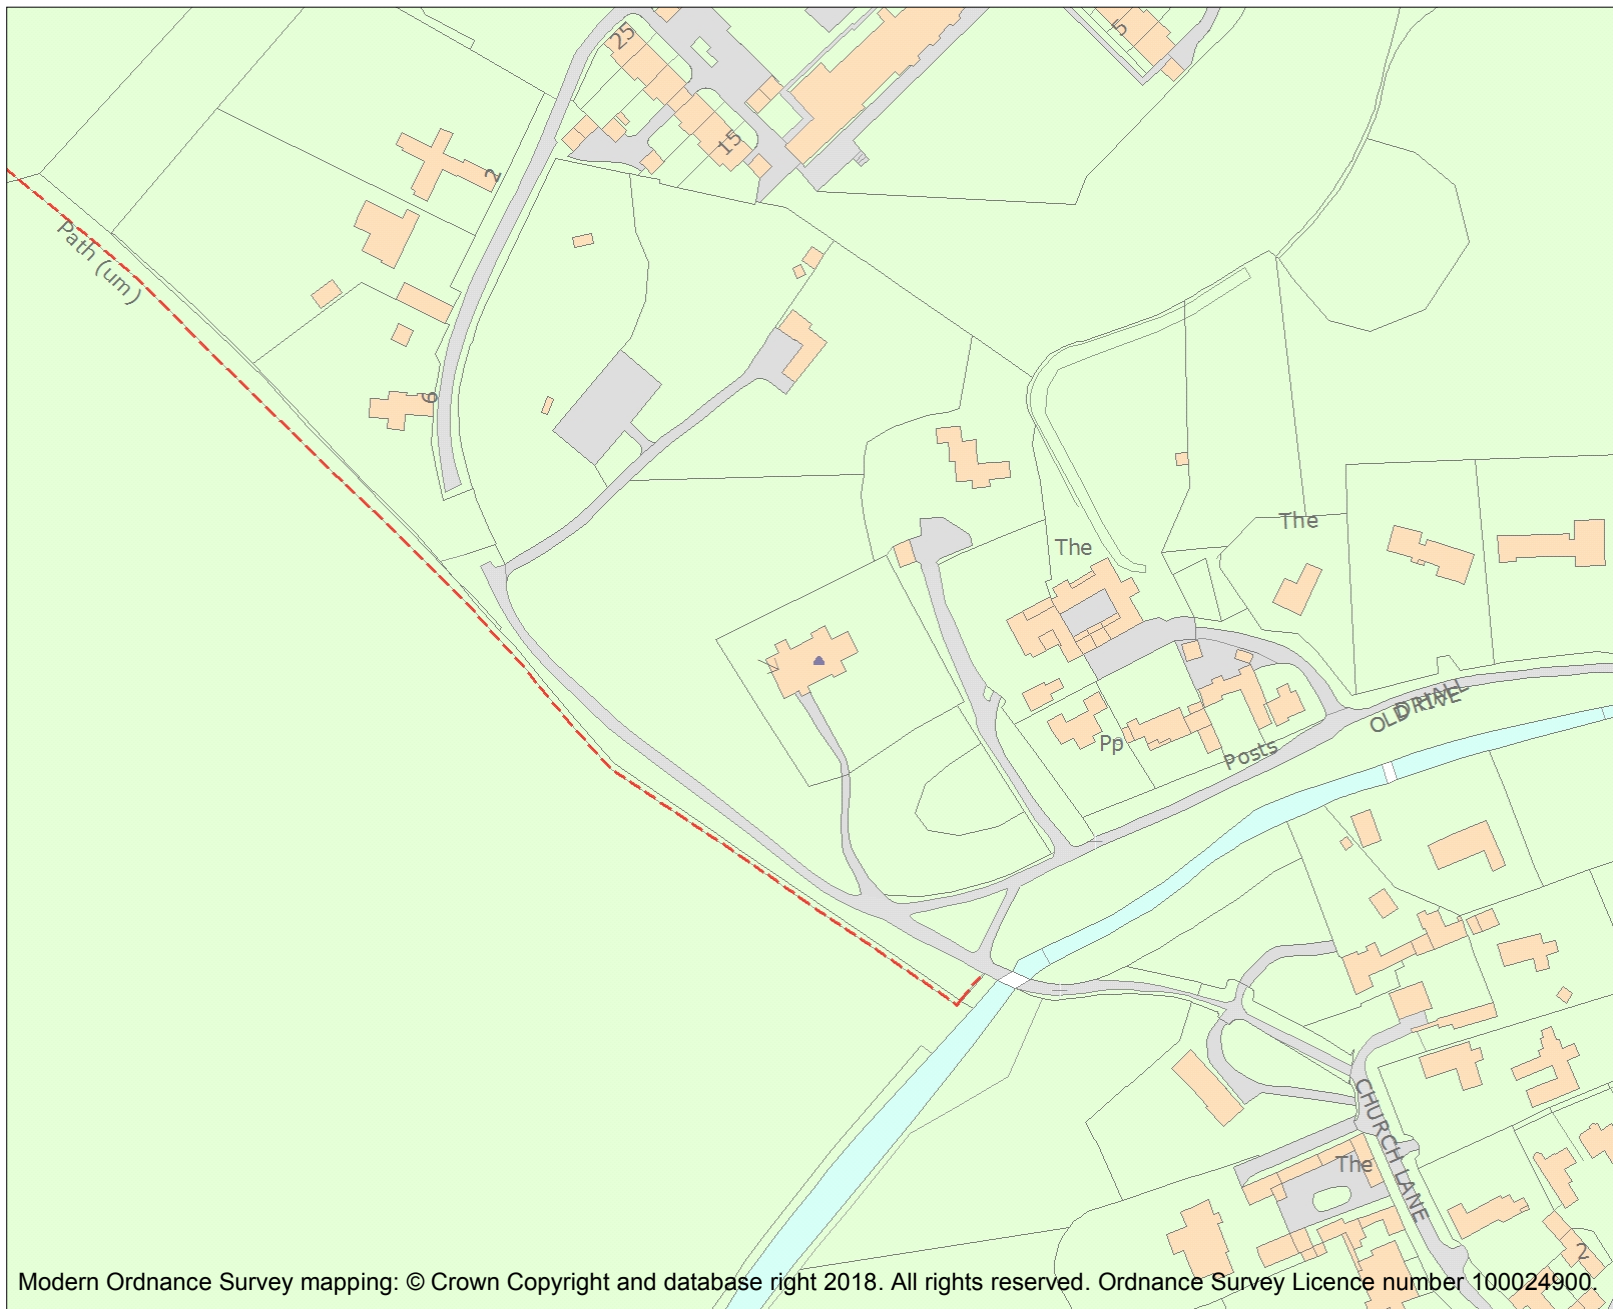 25
5
15
2
Path (um)
6
The
The
OLD HALL
DRIVE
Pp
Posts
CHURCH LANE
The
2
Modern Ordnance Survey mapping: © Crown Copyright and database right 2018. All rights reserved. Ordnance Survey Licence number 100024900.